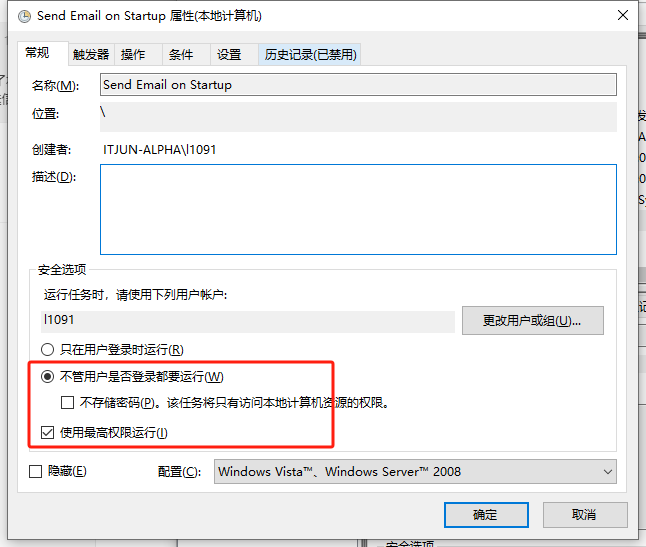 Send Email on Startup 属性(本地计算机)
常规 触发器 操作 条件 设置 历史记录(已禁用)
名称(M): Send Email on Startup
位置: \
创建者: ITJUN-ALPHA\l1091
描述(D):
安全选项
运行任务时，请使用下列用户帐户:
l1091 更改用户或组(U)...
只在用户登录时运行(R)
不管用户是否登录都要运行(W)
不存储密码(P)。该任务将只有访问本地计算机资源的权限。
使用最高权限运行(I)
隐藏(E) 配置(C): Windows Vista™、Windows Server™ 2008
确定 取消